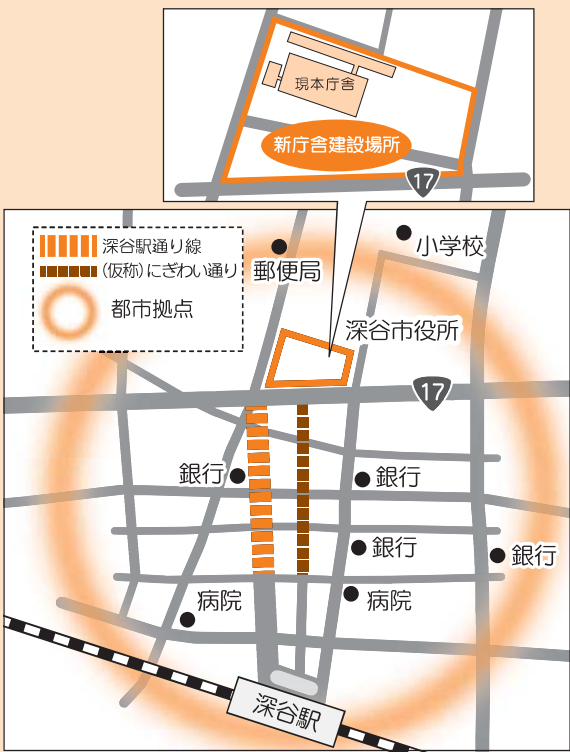 現本庁舎
新庁舎建設場所
17
深谷駅通り線
(仮称)にぎわい通り
都市拠点
郵便局
小学校
深谷市役所
17
銀行
銀行
銀行
銀行
病院
病院
深谷駅